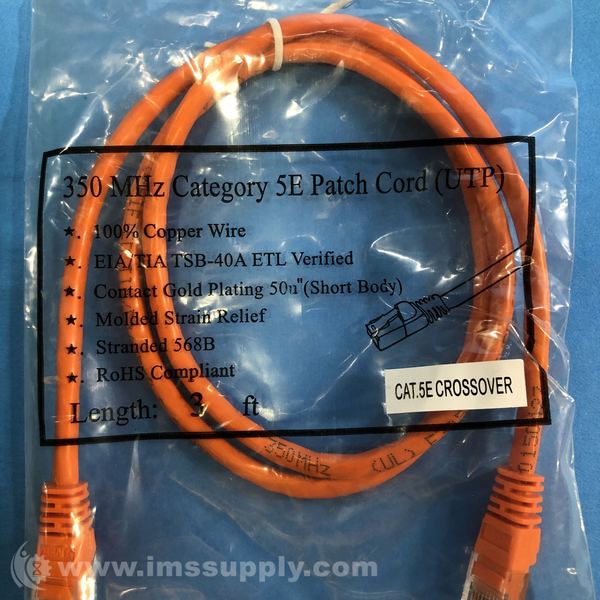 350 MHz Category 5E Patch Cord (UTP)
★. 100% Copper Wire
★. EIA/TIA TSB-40A ETL Verified
★. Contact Gold Plating 50u"(Short Body)
★. Molded Strain Relief
★. Stranded 568B
★. RoHS Compliant
CAT.5E CROSSOVER
Length: 3 ft
350MHz (UL)
www.imssupply.com